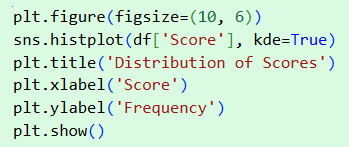 plt.figure(figsize=(10, 6))
sns.histplot(df['Score'], kde=True)
plt.title('Distribution of Scores')
plt.xlabel('Score')
plt.ylabel('Frequency')
plt.show()